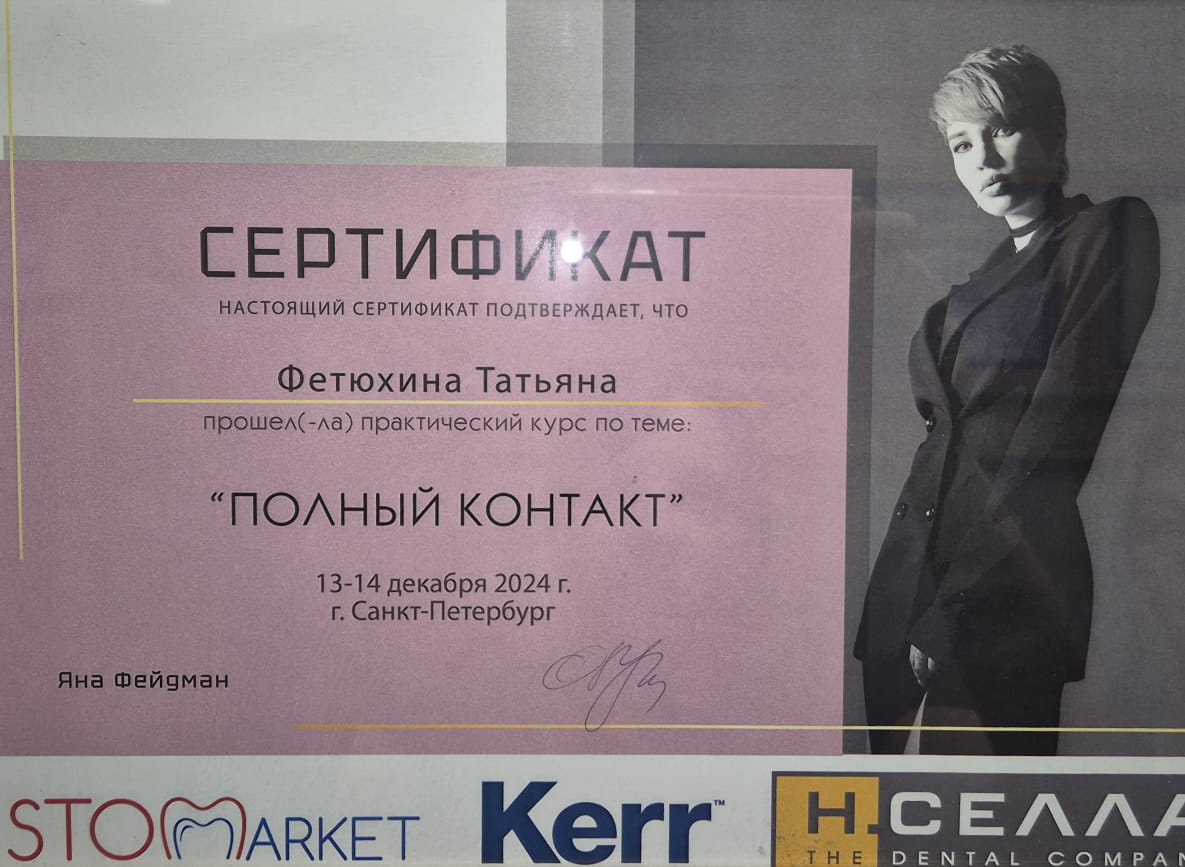 СЕРТИФИКАТ
НАСТОЯЩИЙ СЕРТИФИКАТ ПОДТВЕРЖДАЕТ, ЧТО
Фетюхина Татьяна
прошел(-ла) практический курс по теме:
“ПОЛНЫЙ КОНТАКТ”
13-14 декабря 2024 г.
г. Санкт-Петербург
Яна Фейдман
STOMARKET
Kerr™
Н.СЕЛЛА
THE DENTAL COMPAN